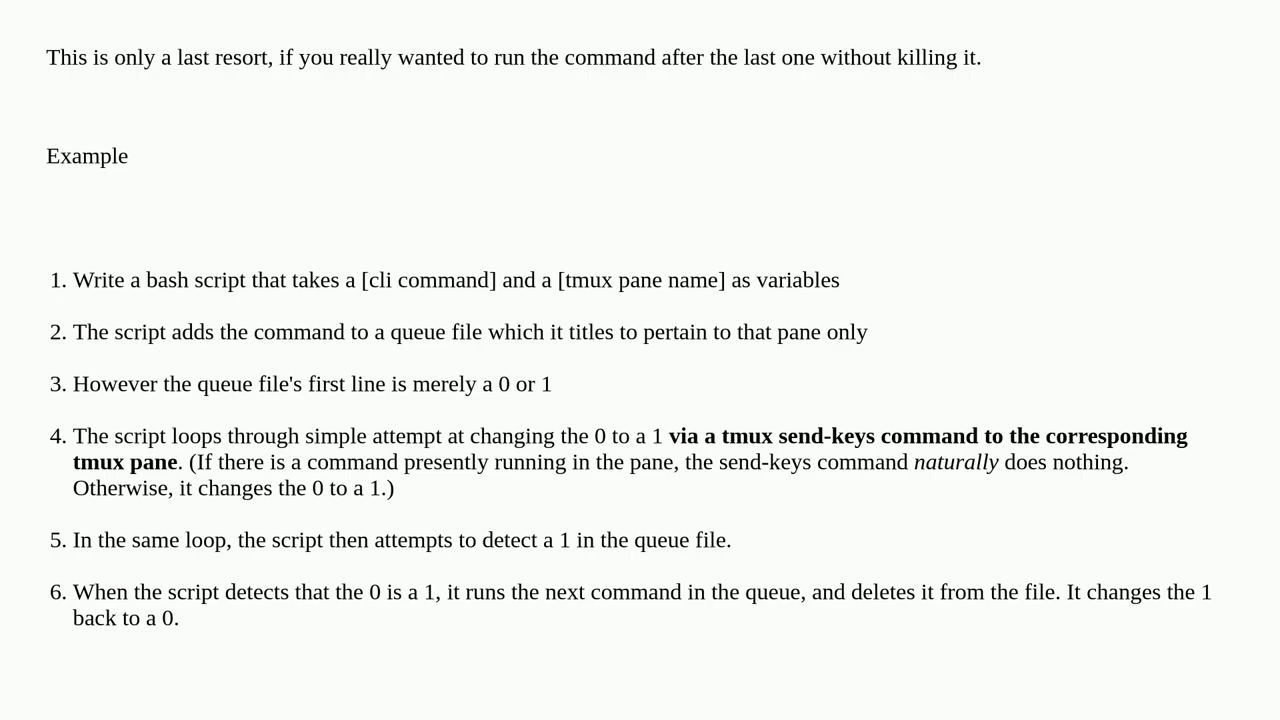 This is only a last resort, if you really wanted to run the command after the last one without killing it.
Example
1. Write a bash script that takes a [cli command] and a [tmux pane name] as variables
2. The script adds the command to a queue file which it titles to pertain to that pane only
3. However the queue file's first line is merely a 0 or 1
4. The script loops through simple attempt at changing the 0 to a 1 via a tmux send-keys command to the corresponding
tmux pane. (If there is a command presently running in the pane, the send-keys command naturally does nothing.
Otherwise, it changes the 0 to a 1.)
5. In the same loop, the script then attempts to detect a 1 in the queue file.
6. When the script detects that the 0 is a 1, it runs the next command in the queue, and deletes it from the file. It changes the 1
back to a 0.